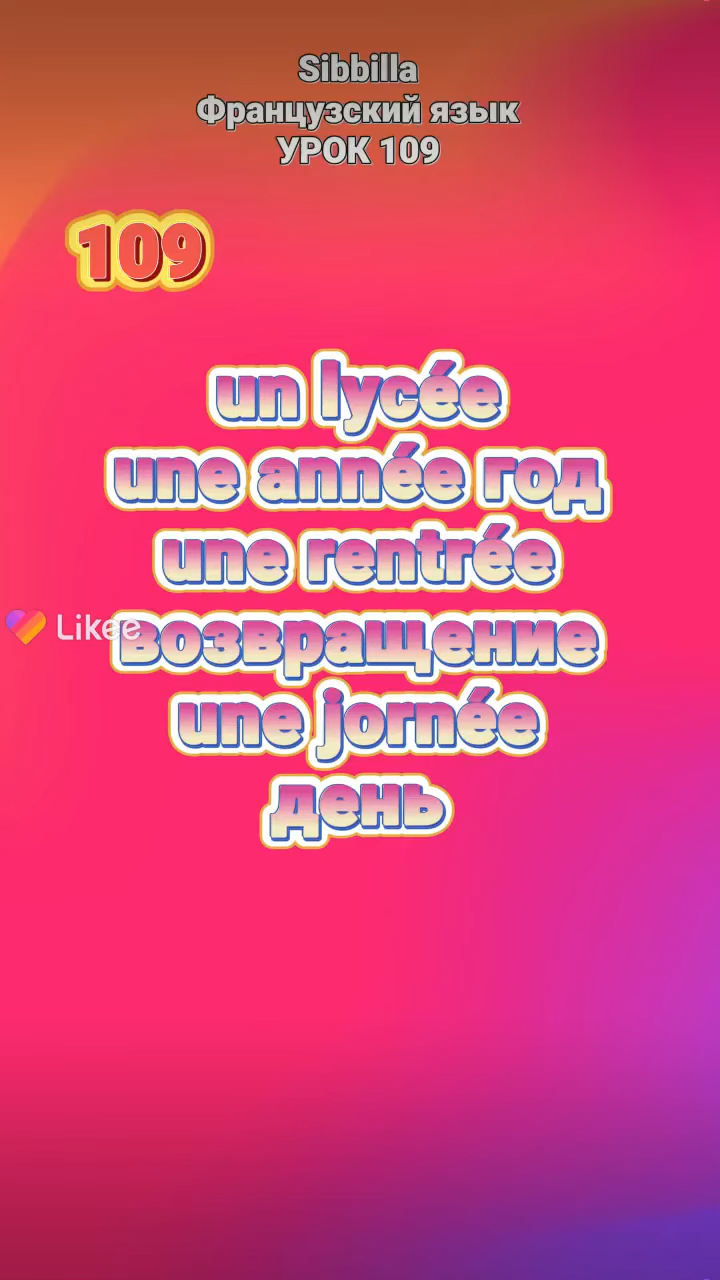 Sibbilla
Французский язык
УРОК 109
109
un lycée
une année год
une rentrée
Likee
возвращение
une jornée
день